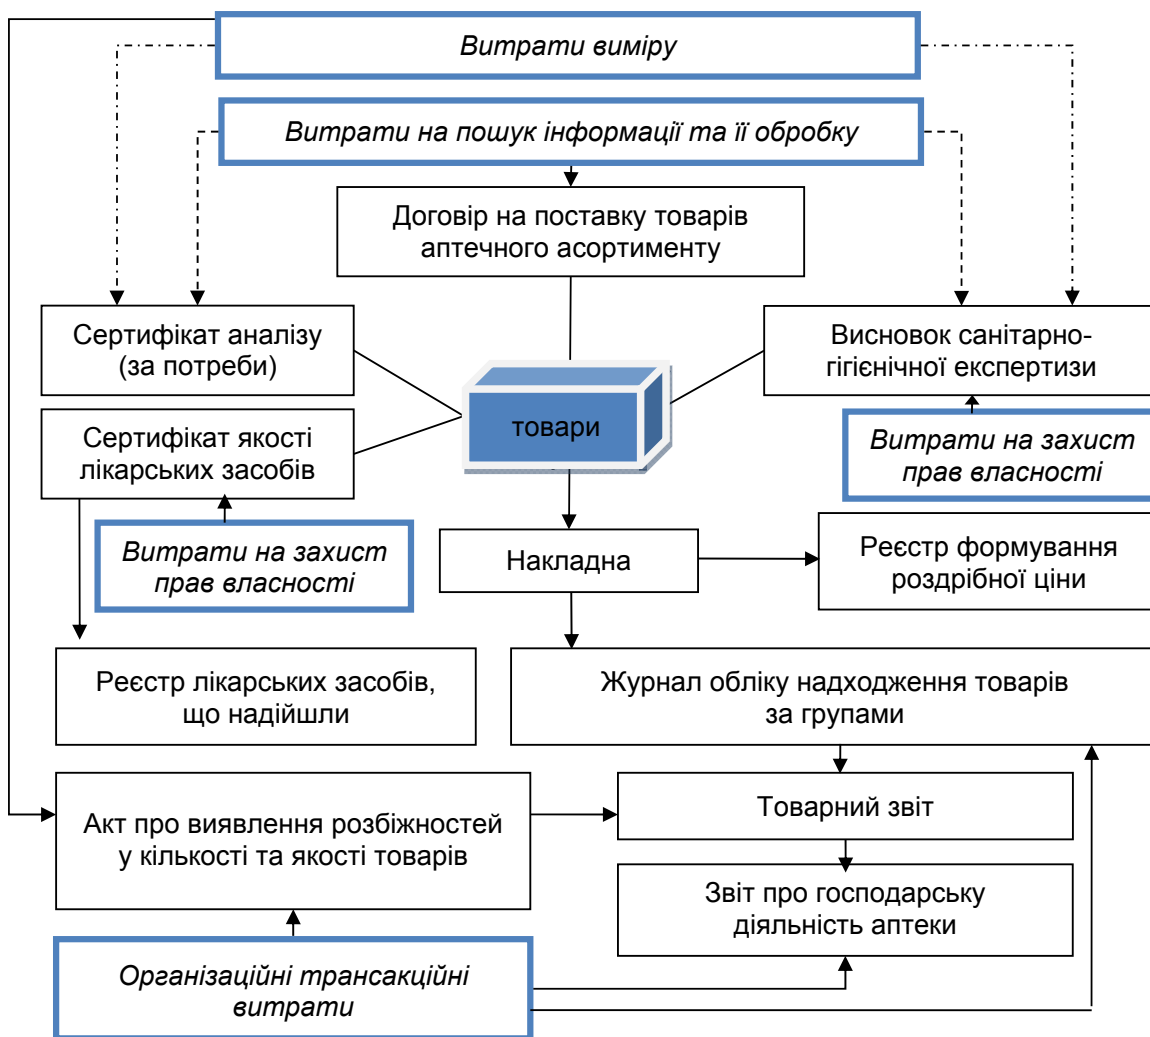 Витрати виміру
Витрати на пошук інформації та її обробку
Договір на поставку товарів
аптечного асортименту
Сертифікат аналізу
(за потреби)
Висновок санітарно-
гігієнічної експертизи
товари
Сертифікат якості
лікарських засобів
Витрати на захист
прав власності
Витрати на захист
прав власності
Накладна
Реєстр формування
роздрібної ціни
Реєстр лікарських засобів,
що надійшли
Журнал обліку надходження товарів
за групами
Акт про виявлення розбіжностей
у кількості та якості товарів
Товарний звіт
Звіт про господарську
діяльність аптеки
Організаційні трансакційні
витрати